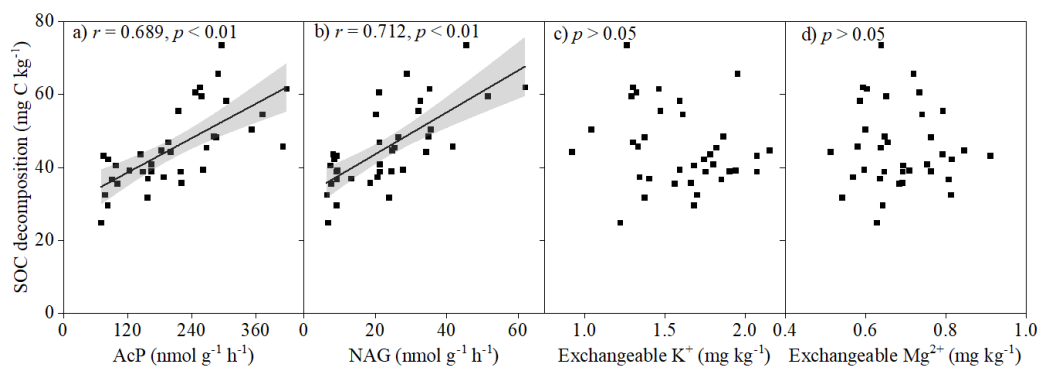 a) r = 0.689, p < 0.01
b) r = 0.712, p < 0.01
c) p > 0.05
d) p > 0.05
SOC decomposition (mg C kg⁻¹)
80
60
40
20
0
0 120 240 360
0 20 40 60
1.0 1.5 2.0
0.4 0.6 0.8 1.0
AcP (nmol g⁻¹ h⁻¹)
NAG (nmol g⁻¹ h⁻¹)
Exchangeable K⁺ (mg kg⁻¹)
Exchangeable Mg²⁺ (mg kg⁻¹)